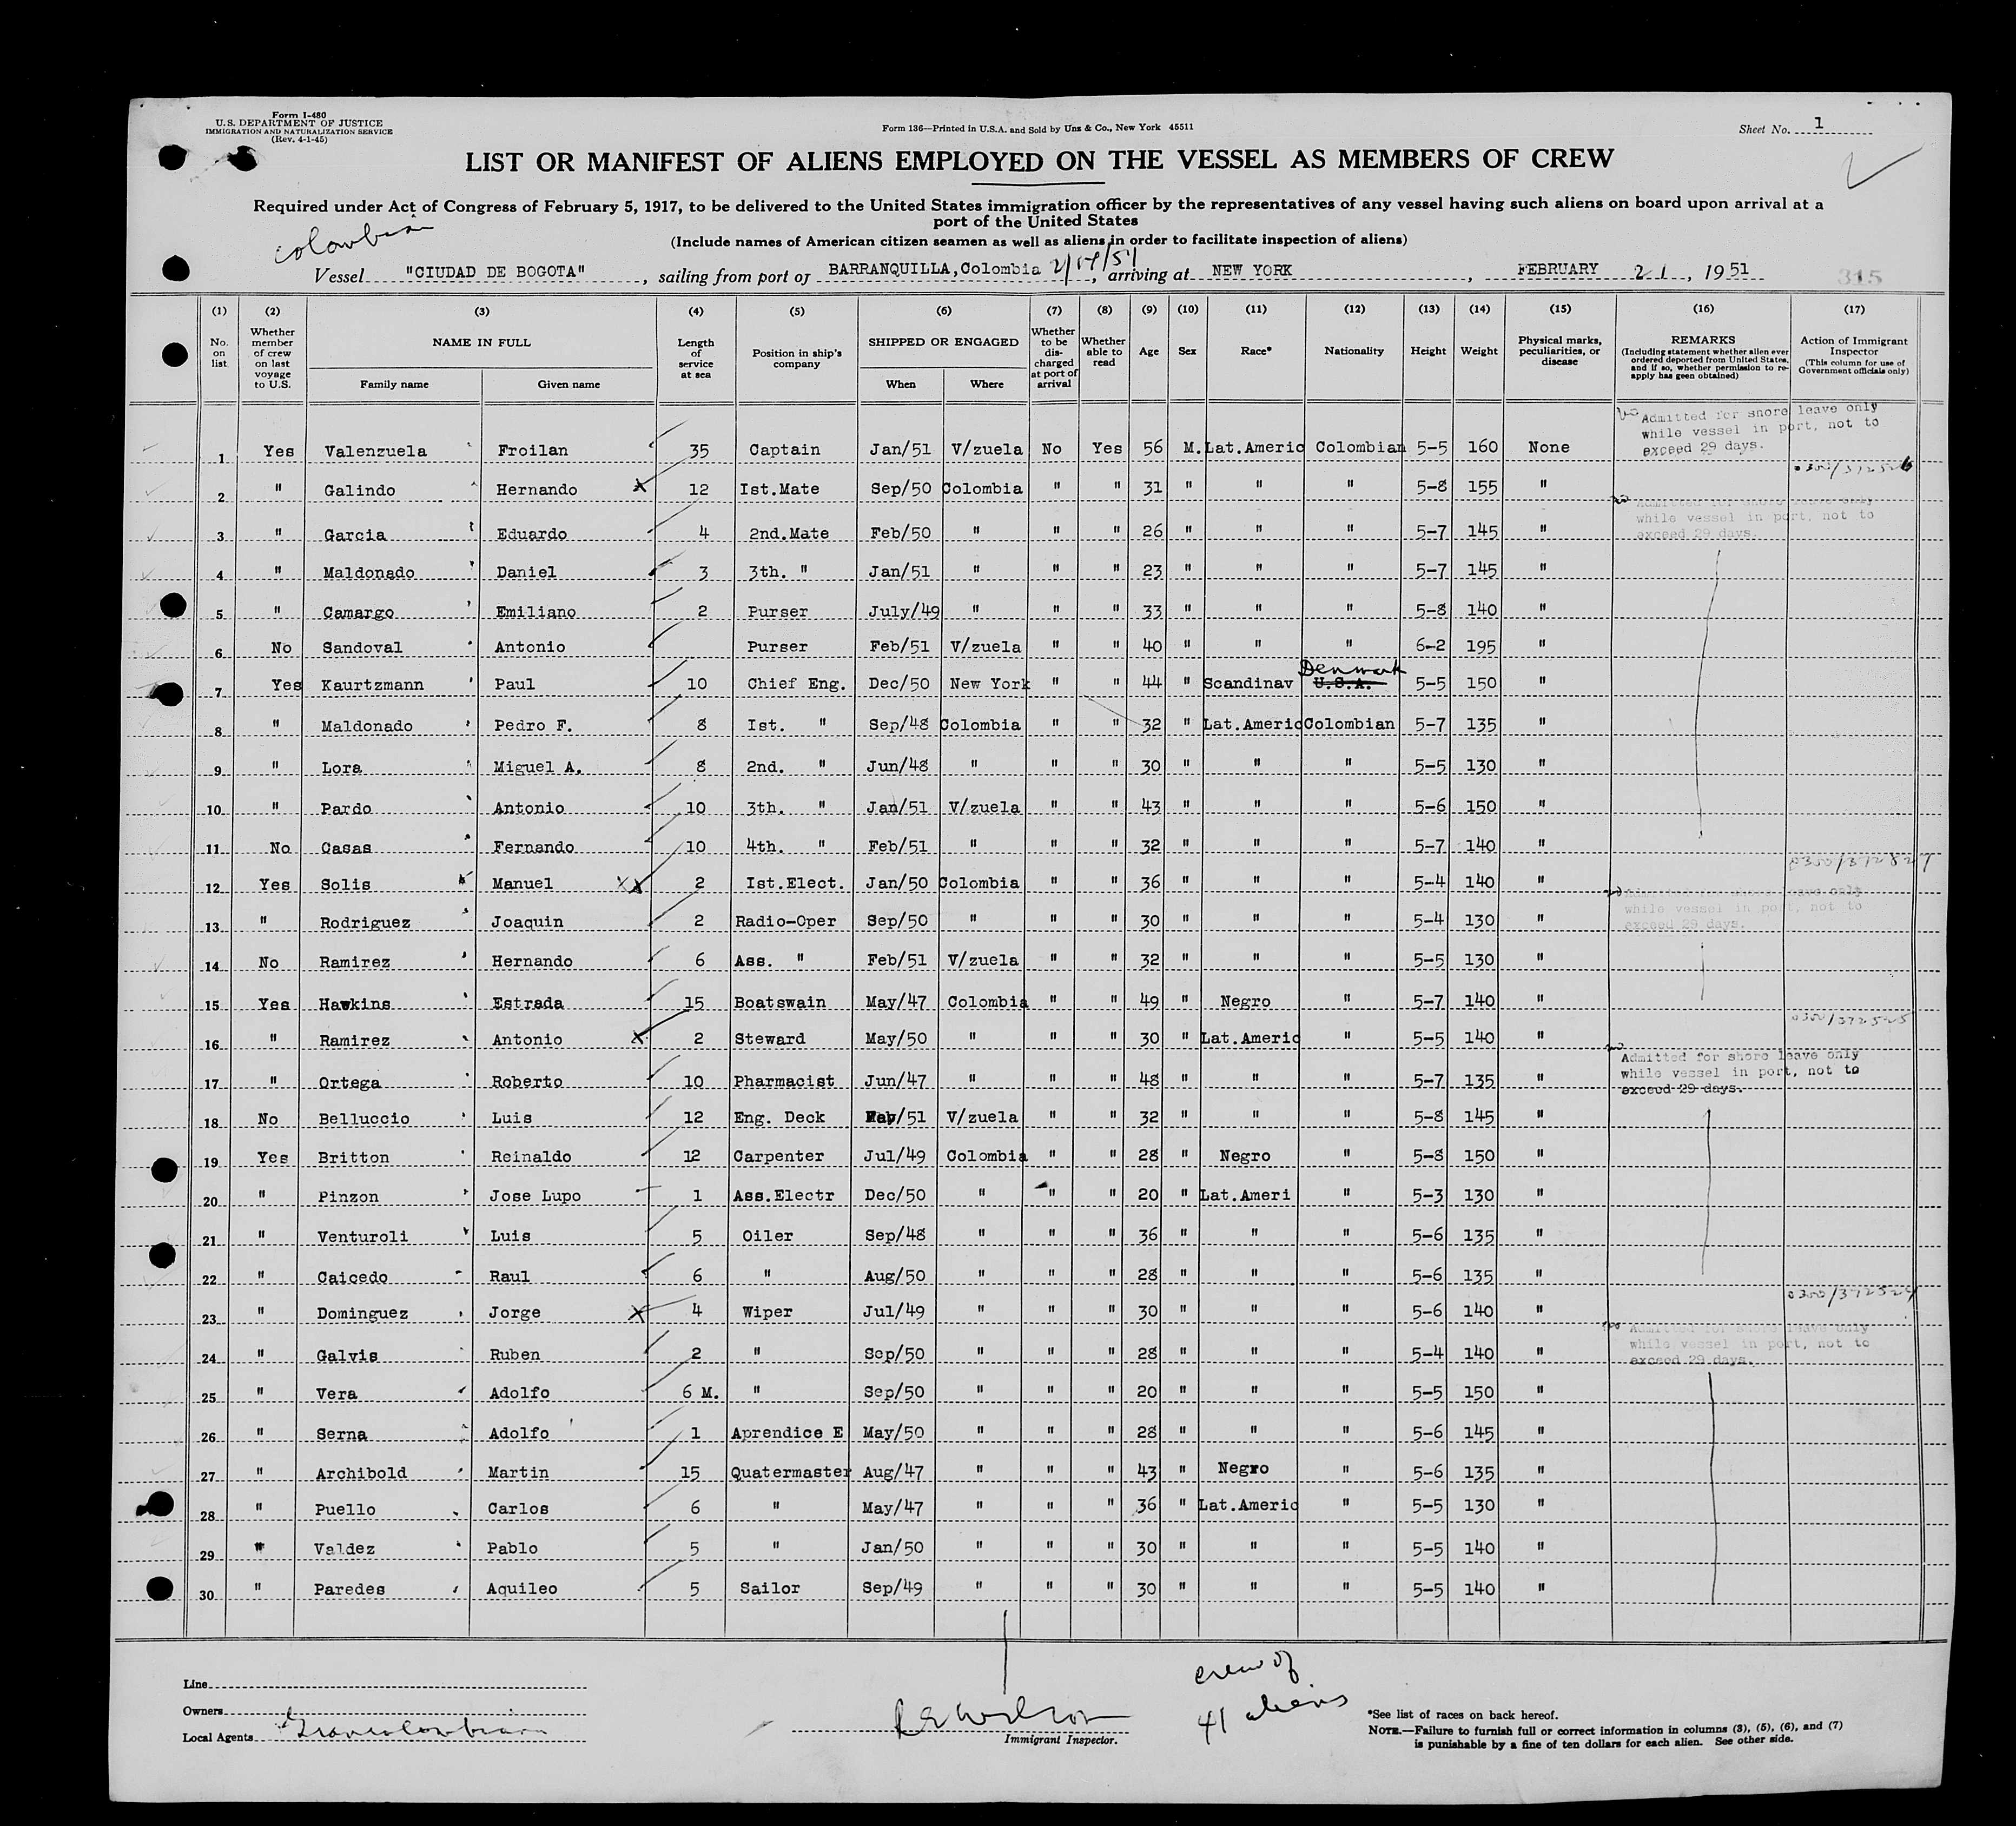 Form I-480
U.S. DEPARTMENT OF JUSTICE
IMMIGRATION AND NATURALIZATION SERVICE
(Rev. 4-1-45)
Form 136—Printed in U.S.A. and Sold by Unz & Co., New York 45511
Sheet No. 1
LIST OR MANIFEST OF ALIENS EMPLOYED ON THE VESSEL AS MEMBERS OF CREW
Required under Act of Congress of February 5, 1917, to be delivered to the United States immigration officer by the representatives of any vessel having such aliens on board upon arrival at a
port of the United States
(Include names of American citizen seamen as well as aliens in order to facilitate inspection of aliens)
Colombian
Vessel "CIUDAD DE BOGOTA", sailing from port of BARRANQUILLA,Colombia 2/14/51, arriving at NEW YORK, FEBRUARY 21, 1951 315
(1) (2) (3) (4) (5) (6) (7) (8) (9) (10) (11) (12) (13) (14) (15) (16) (17)
No. on list
Whether member of crew on last voyage to U.S.
NAME IN FULL
Family name
Given name
Length of service at sea
Position in ship's company
SHIPPED OR ENGAGED
When
Where
Whether to be discharged at port of arrival
Whether able to read
Age
Sex
Race*
Nationality
Height
Weight
Physical marks, peculiarities, or disease
REMARKS
(Including statement whether alien ever ordered deported from United States, and if so, whether permission to re-apply has geen obtained)
Action of Immigrant Inspector
(This column for use of Government officials only)
Admitted for shore leave only
while vessel in port, not to
exceed 29 days.
1 Yes Valenzuela Froilan 35 Captain Jan/51 V/zuela No Yes 56 M. Lat.Americ Colombian 5-5 160 None
0300/372526
2 " Galindo Hernando X 12 Ist.Mate Sep/50 Colombia " " 31 " " " 5-8 155 "
Admitted for shore leave only
while vessel in port, not to
exceed 29 days.
3 " Garcia Eduardo 4 2nd.Mate Feb/50 " " " 26 " " " 5-7 145 "
4 " Maldonado Daniel 3 3th. " Jan/51 " " " 23 " " " 5-7 145 "
5 " Camargo Emiliano 2 Purser July/49 " " " 33 " " " 5-8 140 "
6 No Sandoval Antonio Purser Feb/51 V/zuela " " 40 " " " 6-2 195 "
Denmark
7 Yes Kaurtzmann Paul 10 Chief Eng. Dec/50 New York " " 44 " Scandinav U.S.A. 5-5 150 "
8 " Maldonado Pedro F. 8 Ist. " Sep/48 Colombia " 32 " Lat.Americ Colombian 5-7 135 "
9 " Lora Miguel A. 8 2nd. " Jun/48 " " " 30 " " " 5-5 130 "
10 " Pardo Antonio 10 3th. " Jan/51 V/zuela " " 43 " " " 5-6 150 "
11 No Casas Fernando 10 4th. " Feb/51 " " " 32 " " " 5-7 140 "
12 Yes Solis Manuel XX 2 Ist.Elect. Jan/50 Colombia " " 36 " " " 5-4 140 "
Admitted for shore leave only
while vessel in port, not to
exceed 29 days.
13 " Rodriguez Joaquin 2 Radio-Oper Sep/50 " " " 30 " " " 5-4 130 "
14 No Ramirez Hernando 6 Ass. " Feb/51 V/zuela " " 32 " " " 5-5 130 "
15 Yes Hawkins Estrada 15 Boatswain May/47 Colombia " " 49 " Negro " 5-7 140 "
0300/372525
16 " Ramirez Antonio X 2 Steward May/50 " " " 30 " Lat.Americ " 5-5 140 "
Admitted for shore leave only
while vessel in port, not to
exceed 29 days.
17 " Ortega Roberto 10 Pharmacist Jun/47 " " " 48 " " " 5-7 135 "
18 No Belluccio Luis 12 Eng. Deck Feb/51 V/zuela " " 32 " " " 5-8 145 "
19 Yes Britton Reinaldo 12 Carpenter Jul/49 Colombia " " 28 " Negro " 5-8 150 "
20 " Pinzon Jose Lupo 1 Ass.Electr Dec/50 " " " 20 " Lat.Ameri " 5-3 130 "
21 " Venturoli Luis 5 Oiler Sep/48 " " " 36 " " " 5-6 135 "
22 " Caicedo Raul 6 " Aug/50 " " " 28 " " " 5-6 135 "
0300/372524
23 " Dominguez Jorge X 4 Wiper Jul/49 " " " 30 " " " 5-6 140 "
Admitted for shore leave only
while vessel in port, not to
exceed 29 days.
24 " Galvis Ruben 2 " Sep/50 " " " 28 " " " 5-4 140 "
25 " Vera Adolfo 6 M. " Sep/50 " " " 20 " " " 5-5 150 "
26 " Serna Adolfo 1 Aprendice E May/50 " " " 28 " " " 5-6 145 "
27 " Archibold Martin 15 Quatermaster Aug/47 " " " 43 " Negro " 5-6 135 "
28 " Puello Carlos 6 " May/47 " " " 36 " Lat.Americ " 5-5 130 "
29 " Valdez Pablo 5 " Jan/50 " " " 30 " " " 5-5 140 "
30 " Paredes Aquileo 5 Sailor Sep/49 " " " 30 " " " 5-5 140 "
Line
Owners
Local Agents Grancolombian
R E Wilson
Immigrant Inspector.
crew of
41 aliens
*See list of races on back hereof.
NOTE.—Failure to furnish full or correct information in columns (3), (5), (6), and (7)
is punishable by a fine of ten dollars for each alien. See other side.